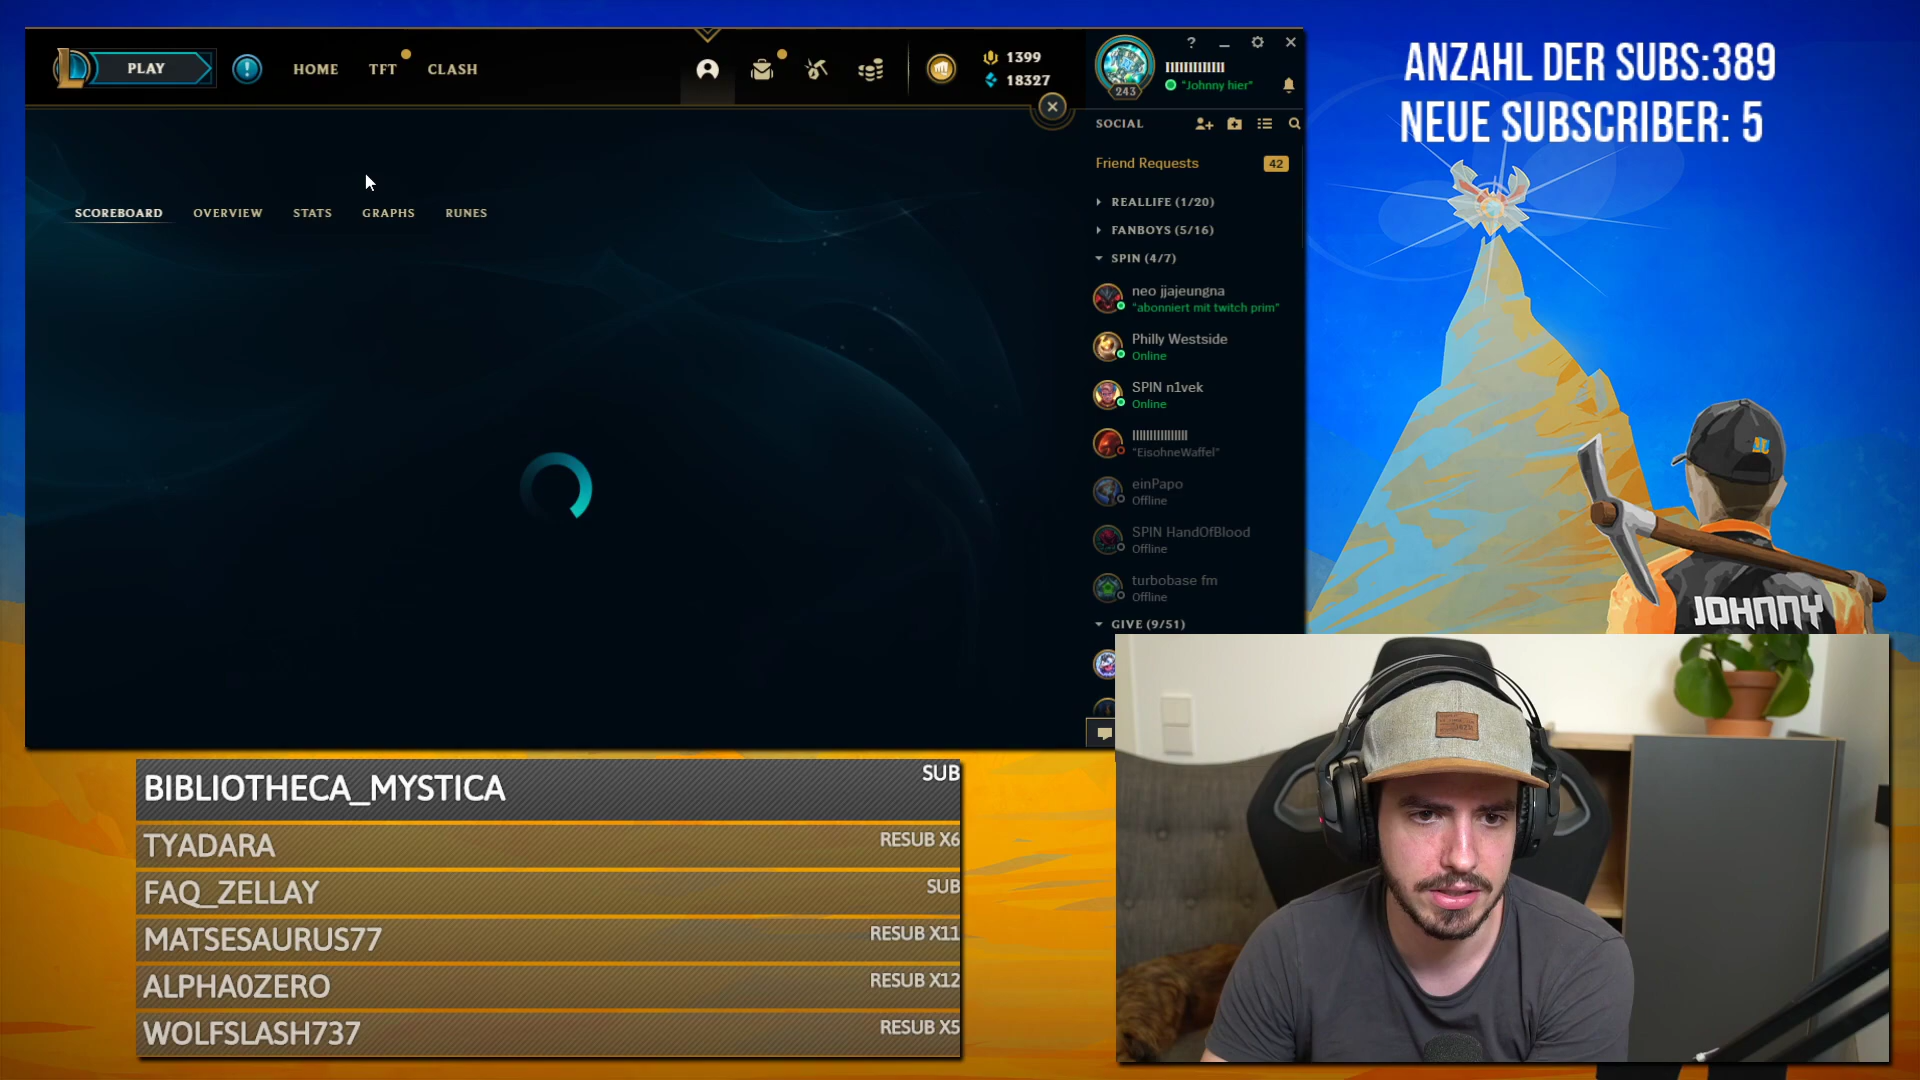 PLAY
HOME
TFT
CLASH
1399
18327
243
?
"Johnny hier"
SOCIAL
Friend Requests
42
REALLIFE (1/20)
FANBOYS (5/16)
SPIN (4/7)
neo jjajeungna
"abonniert mit twitch prim"
Philly Westside
Online
SPIN n1vek
Online
"EisohneWaffel"
einPapo
Offline
SPIN HandOfBlood
Offline
turbobase fm
Offline
GIVE (9/51)
SCOREBOARD
OVERVIEW
STATS
GRAPHS
RUNES
ANZAHL DER SUBS:389
NEUE SUBSCRIBER: 5
JOHNNY
BIBLIOTHECA_MYSTICA
SUB
TYADARA
RESUB X6
FAQ_ZELLAY
SUB
MATSESAURUS77
RESUB X11
ALPHA0ZERO
RESUB X12
WOLFSLASH737
RESUB X5